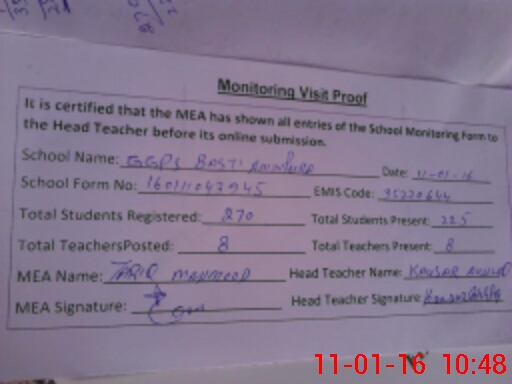 Monitoring Visit Proof
It is certified that the MEA has shown all entries of the School Monitoring Form to
the Head Teacher before its online submission.
School Name: GGPS BASTI Date: 11-01-16
School Form No: 160111042945 EMIS Code: 35220644
Total Students Registered: 270 Total Students Present: 225
Total TeachersPosted: 8 Total Teachers Present: 8
MEA Name: TARIQ MAHMOOD Head Teacher Name: KAUSAR
MEA Signature: Head Teacher Signature:
11-01-16 10:48